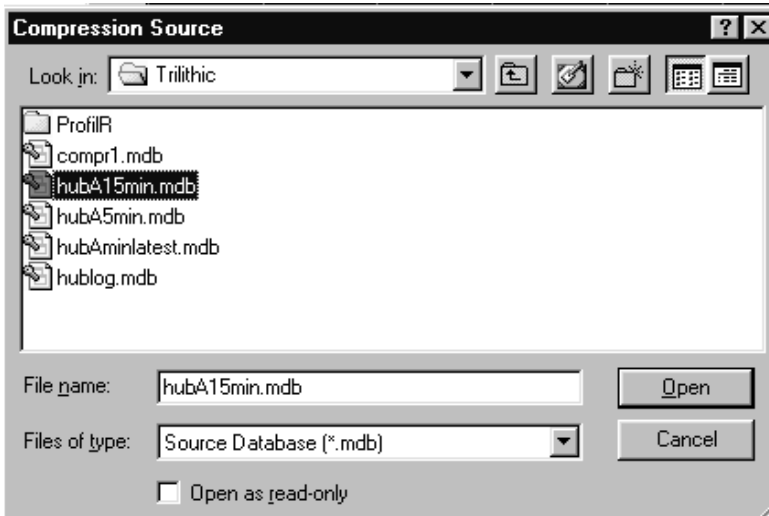 Compression Source
Look in: Trilithic
ProfilR
compr1.mdb
hubA15min.mdb
hubA5min.mdb
hubAminlatest.mdb
hublog.mdb
File name: hubA15min.mdb Open
Files of type: Source Database (*.mdb) Cancel
Open as read-only